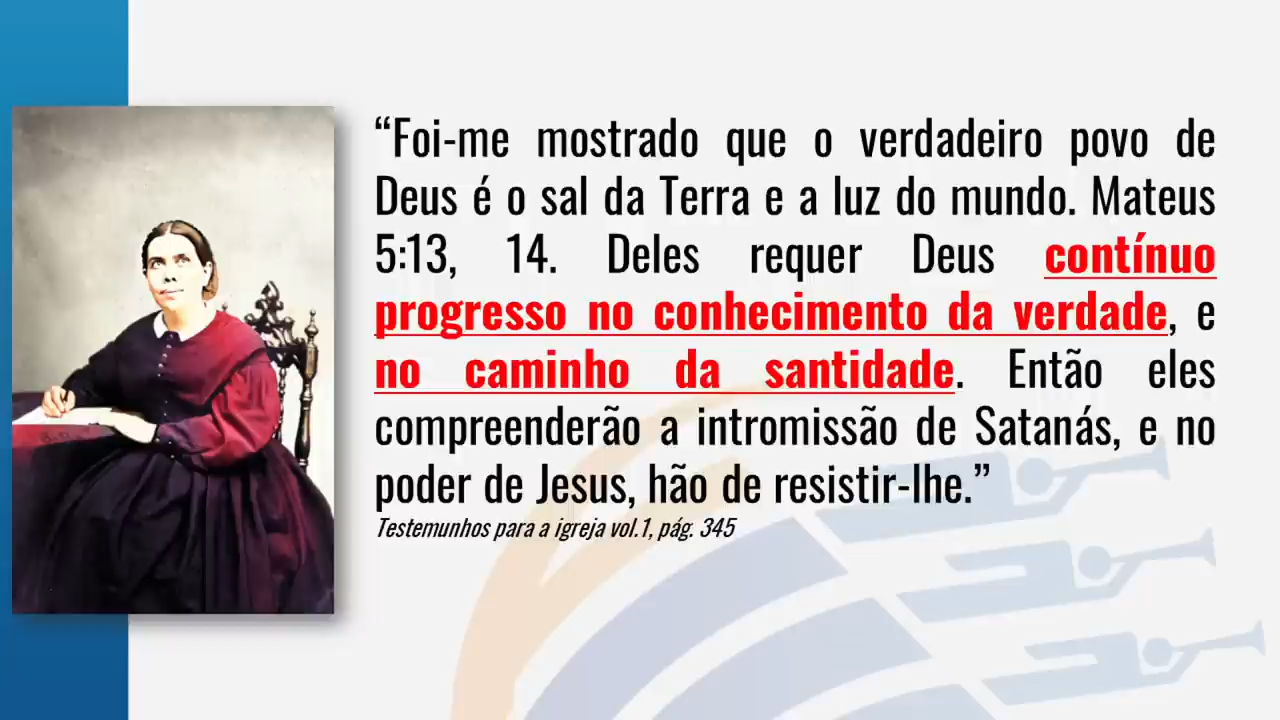 “Foi-me mostrado que o verdadeiro povo de
Deus é o sal da Terra e a luz do mundo. Mateus
5:13, 14. Deles requer Deus contínuo
progresso no conhecimento da verdade, e
no caminho da santidade. Então eles
compreenderão a intromissão de Satanás, e no
poder de Jesus, hão de resistir-lhe.”
Testemunhos para a igreja vol.1, pág. 345